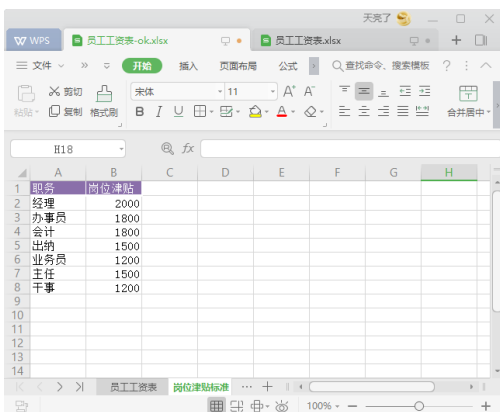 天亮了
WPS 员工工资表-ok.xlsx 员工工资表.xlsx
文件 开始 插入 页面布局 公式 查找命令、搜索模板
剪切 宋体 11 A+ A-
粘贴 复制 格式刷 B I U A 合并居中
H18 fx
A B C D E F G H
1 职务 岗位津贴
2 经理 2000
3 办事员 1800
4 会计 1800
5 出纳 1500
6 业务员 1200
7 主任 1500
8 干事 1200
9
10
11
12
13
14
员工工资表 岗位津贴标准 ···
100%